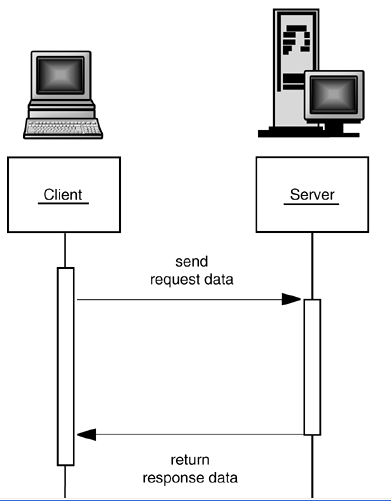 Client
Server
send
request data
return
response data